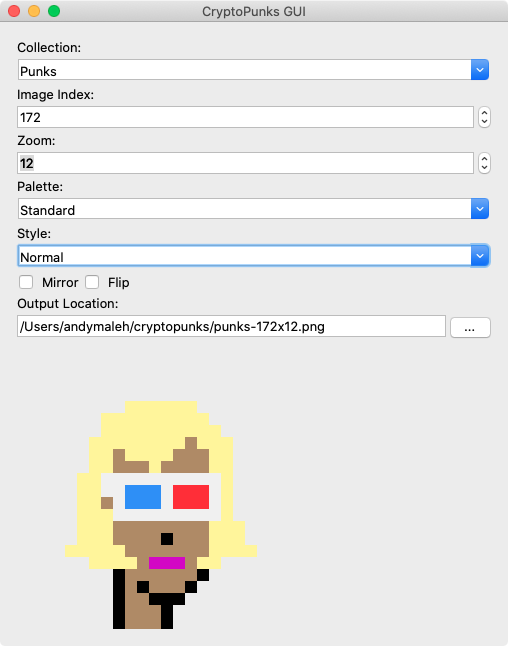 CryptoPunks GUI
Collection:
Punks
Image Index:
172
Zoom:
12
Palette:
Standard
Style:
Normal
Mirror Flip
Output Location:
/Users/andymaleh/cryptopunks/punks-172x12.png
...